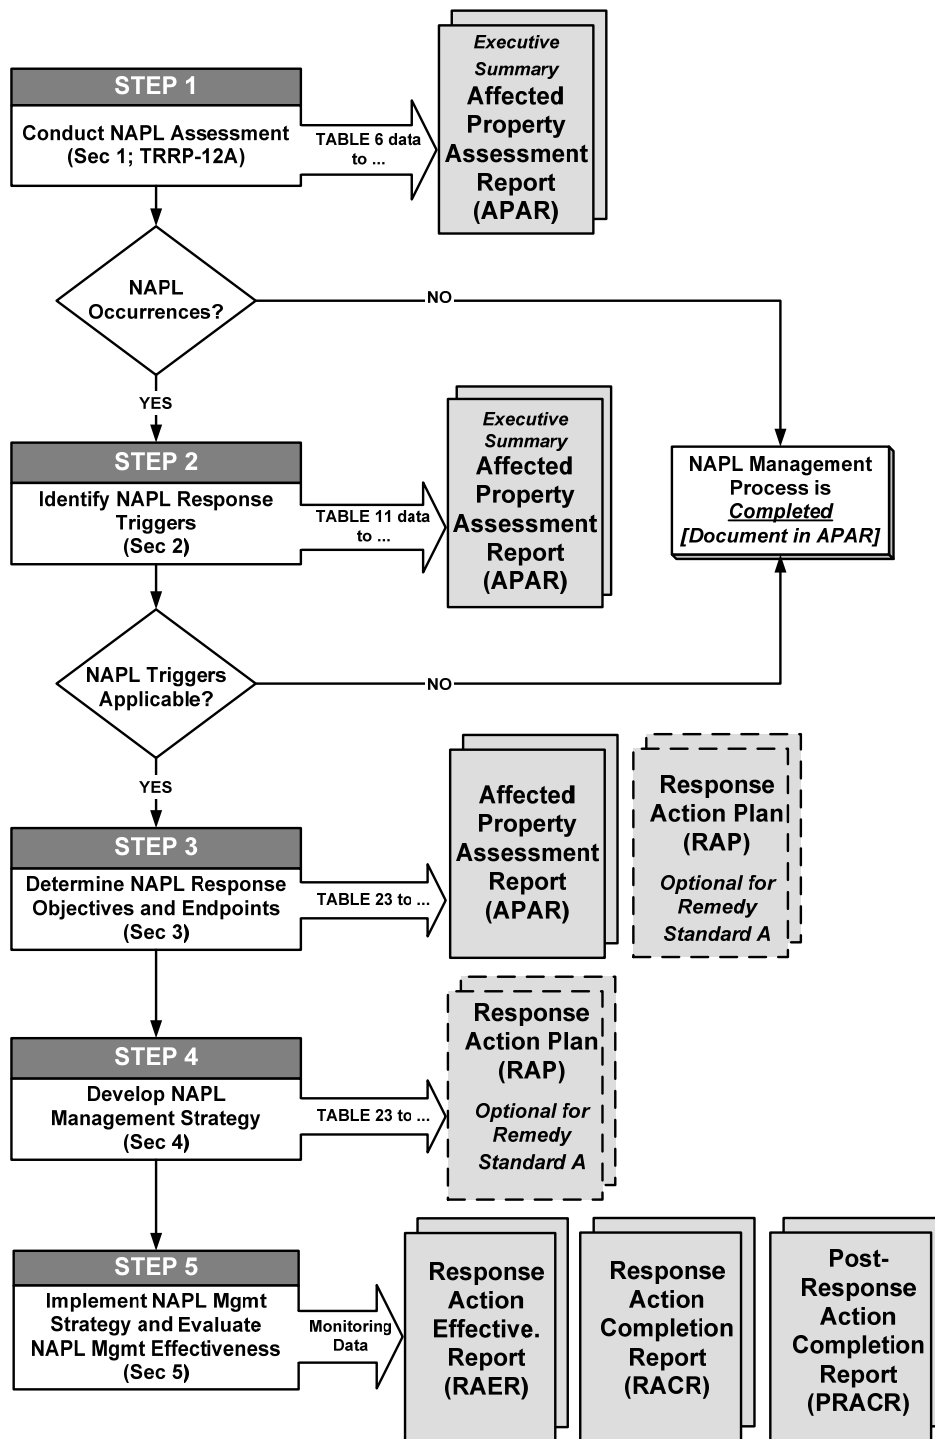 STEP 1
Conduct NAPL Assessment
(Sec 1; TRRP-12A)
TABLE 6 data
to ...
Executive
Summary
Affected
Property
Assessment
Report
(APAR)
NAPL
Occurrences?
NO
YES
STEP 2
Identify NAPL Response
Triggers
(Sec 2)
TABLE 11 data
to ...
Executive
Summary
Affected
Property
Assessment
Report
(APAR)
NAPL Management
Process is
Completed
[Document in APAR]
NAPL Triggers
Applicable?
NO
YES
STEP 3
Determine NAPL Response
Objectives and Endpoints
(Sec 3)
TABLE 23 to ...
Affected
Property
Assessment
Report
(APAR)
Response
Action Plan
(RAP)
Optional for
Remedy
Standard A
STEP 4
Develop NAPL
Management Strategy
(Sec 4)
TABLE 23 to ...
Response
Action Plan
(RAP)
Optional for
Remedy
Standard A
STEP 5
Implement NAPL Mgmt
Strategy and Evaluate
NAPL Mgmt Effectiveness
(Sec 5)
Monitoring
Data
Response
Action
Effective.
Report
(RAER)
Response
Action
Completion
Report
(RACR)
Post-
Response
Action
Completion
Report
(PRACR)